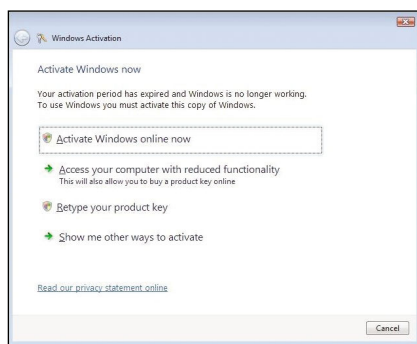 Windows Activation
Activate Windows now
Your activation period has expired and Windows is no longer working.
To use Windows you must activate this copy of Windows.
Activate Windows online now
Access your computer with reduced functionality
This will also allow you to buy a product key online
Retype your product key
Show me other ways to activate
Read our privacy statement online
Cancel